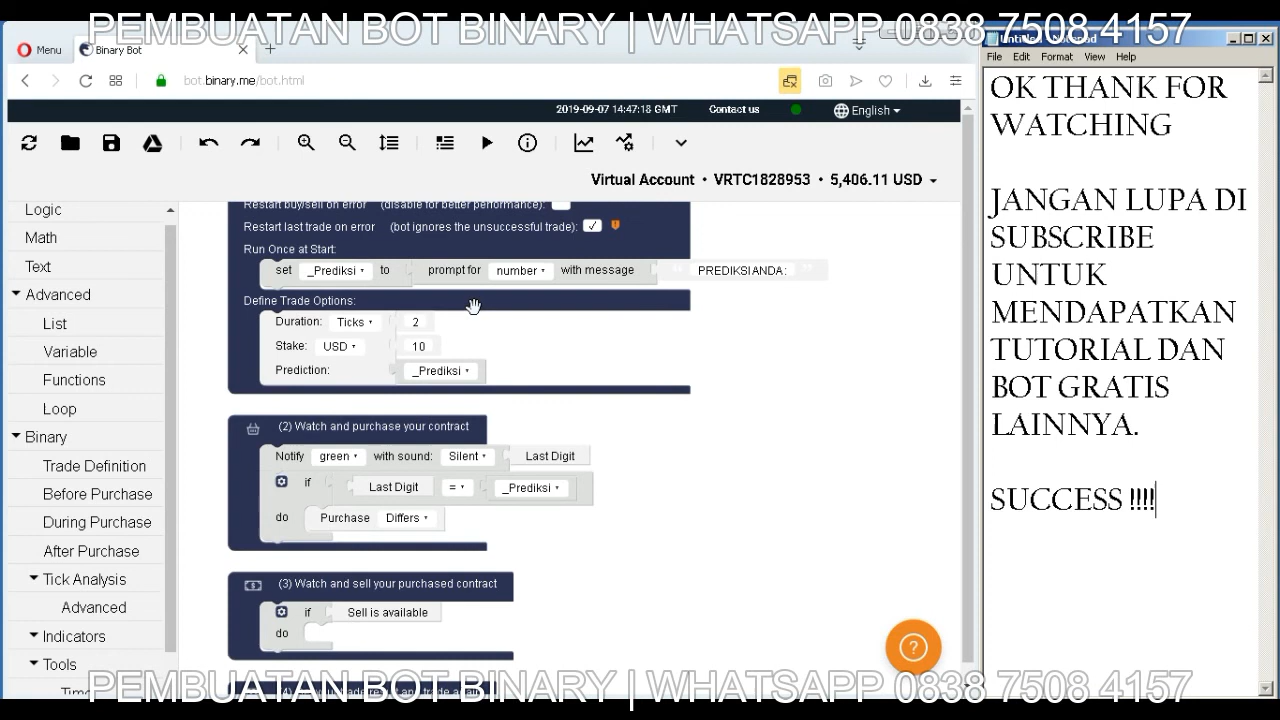 PEMBUATAN BOT BINARY | WHATSAPP 0838 7508 4157
Menu
Binary Bot
bot.binary.me/bot.html
2019-09-07 14:47:18 GMT
Contact us
English
Virtual Account • VRTC1828953 • 5,406.11 USD
Logic
Math
Text
Advanced
List
Variable
Functions
Loop
Binary
Trade Definition
Before Purchase
During Purchase
After Purchase
Tick Analysis
Advanced
Indicators
Tools
Restart buy/sell on error (disable for better performance):
Restart last trade on error (bot ignores the unsuccessful trade): ✓
Run Once at Start:
set _Prediksi to prompt for number with message “ PREDIKSI ANDA: ”
Define Trade Options:
Duration: Ticks 2
Stake: USD 10
Prediction: _Prediksi
(2) Watch and purchase your contract
Notify green with sound: Silent Last Digit
if Last Digit = _Prediksi
do Purchase Differs
(3) Watch and sell your purchased contract
if Sell is available
do
?
Untitled - Notepad
File Edit Format View Help
OK THANK FOR
WATCHING
JANGAN LUPA DI
SUBSCRIBE
UNTUK
MENDAPATKAN
TUTORIAL DAN
BOT GRATIS
LAINNYA.
SUCCESS !!!!
PEMBUATAN BOT BINARY | WHATSAPP 0838 7508 4157